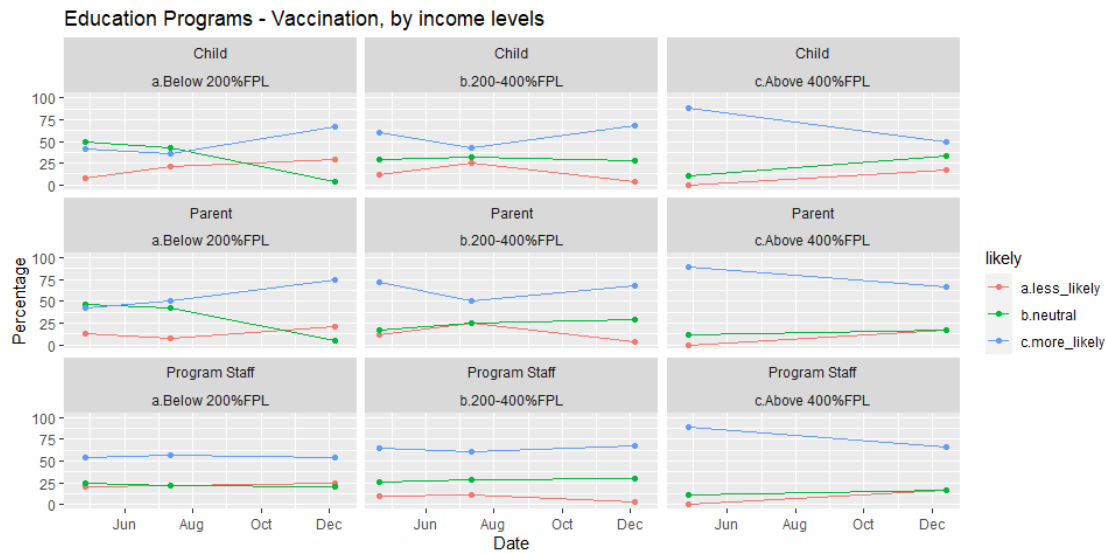 Education Programs - Vaccination, by income levels
Child
Child
Child
a.Below 200%FPL
b.200-400%FPL
c.Above 400%FPL
100
75
50
25
0
Parent
Parent
Parent
a.Below 200%FPL
b.200-400%FPL
c.Above 400%FPL
100
75
50
25
0
Program Staff
Program Staff
Program Staff
a.Below 200%FPL
b.200-400%FPL
c.Above 400%FPL
100
75
50
25
0
Jun Aug Oct Dec
Jun Aug Oct Dec
Jun Aug Oct Dec
Date
Percentage
likely
a.less_likely
b.neutral
c.more_likely